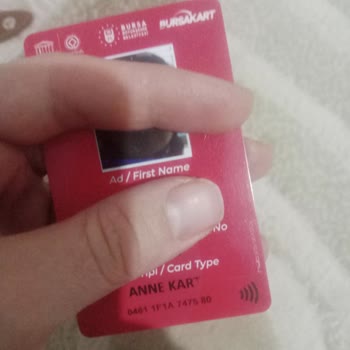 BURSA
BÜYÜKŞEHİR
BELEDİYESİ
BURSAKART
Ad / First Name
No
/ Card Type
ANNE KART
0461 1F1A 7475 80